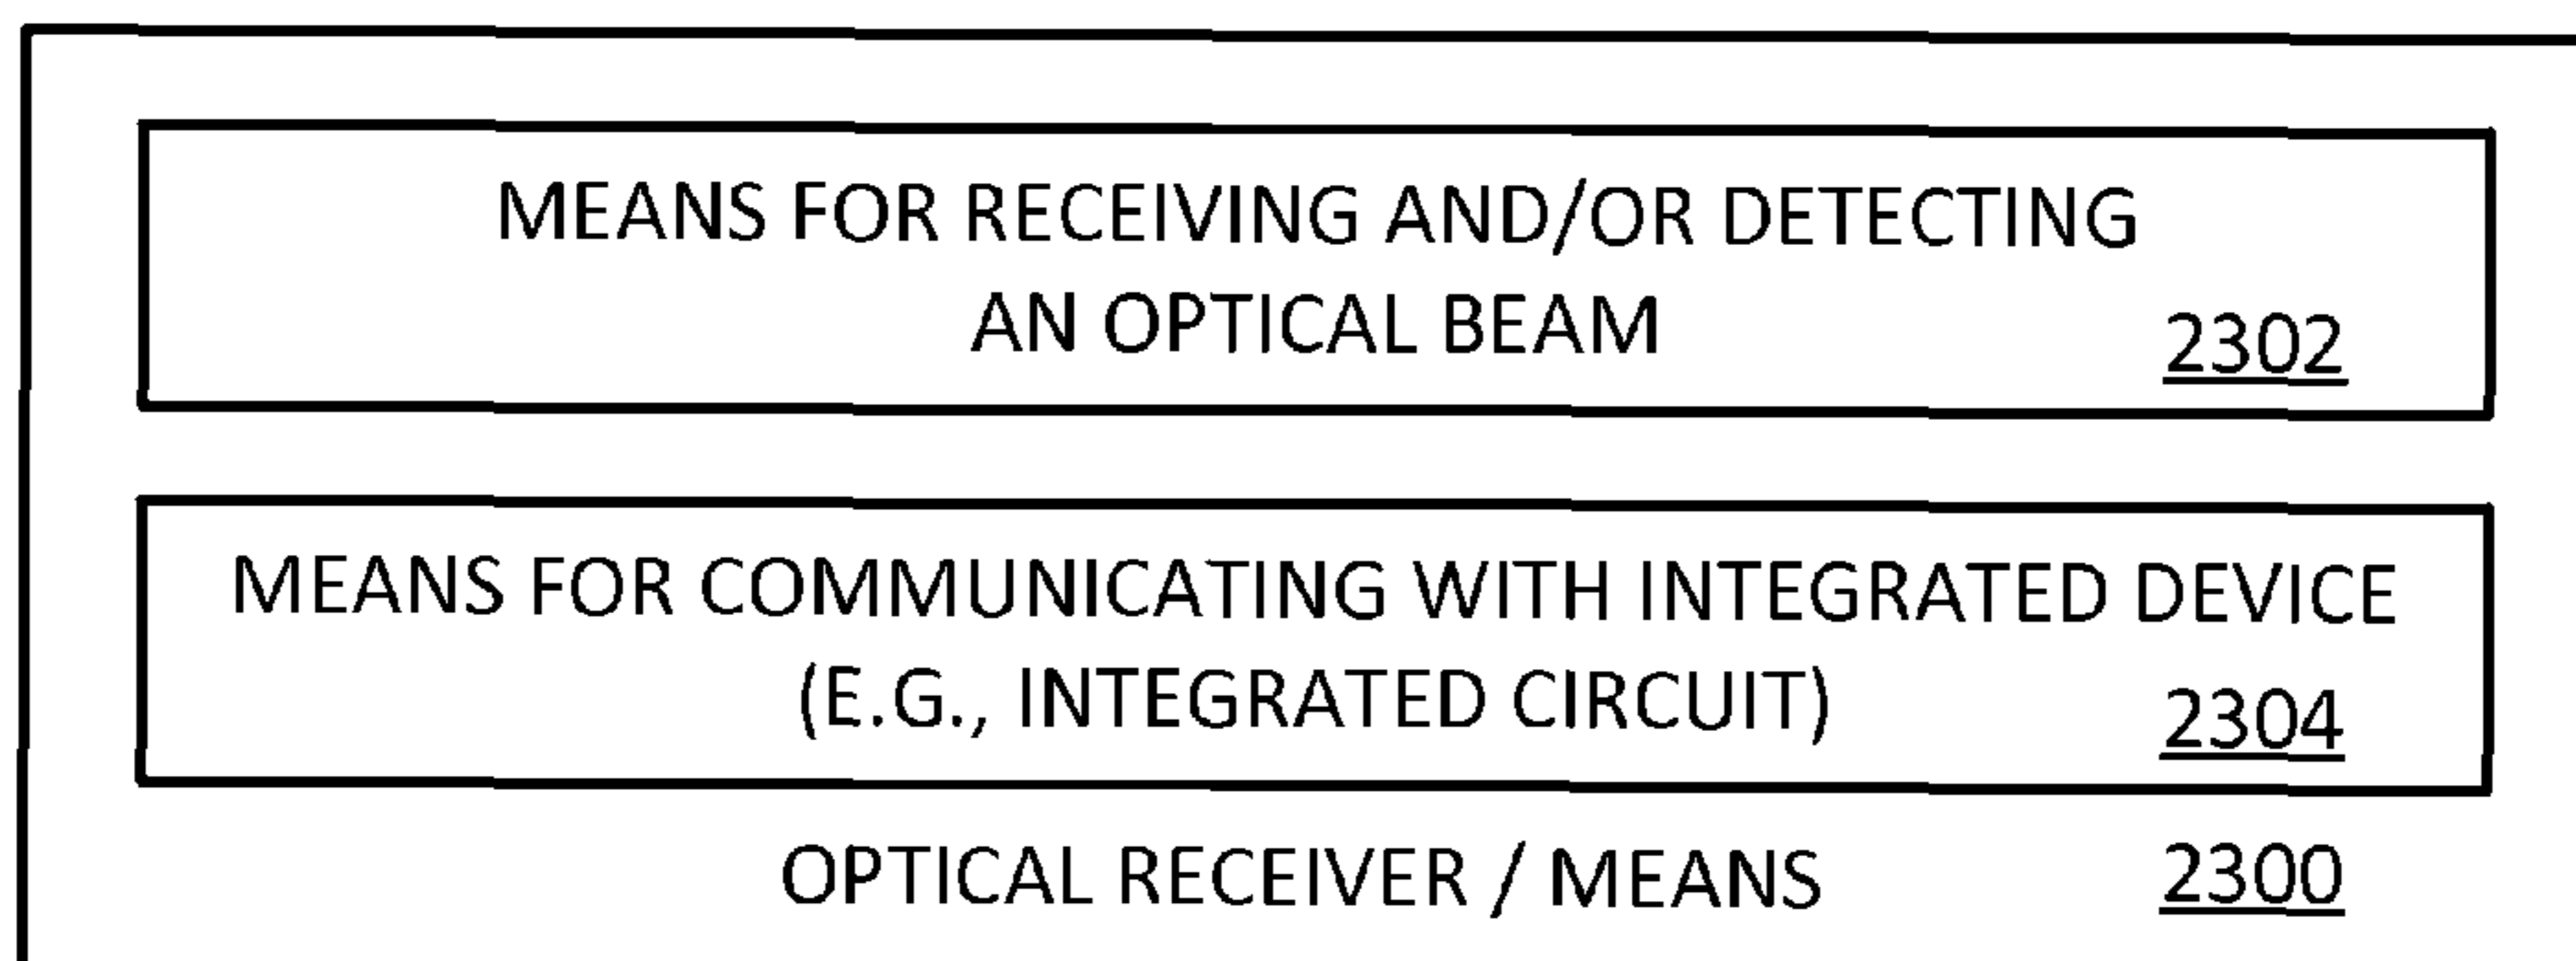 MEANS FOR RECEIVING AND/OR DETECTING
AN OPTICAL BEAM
2302
MEANS FOR COMMUNICATING WITH INTEGRATED DEVICE
(E.G., INTEGRATED CIRCUIT)
2304
OPTICAL RECEIVER / MEANS
2300